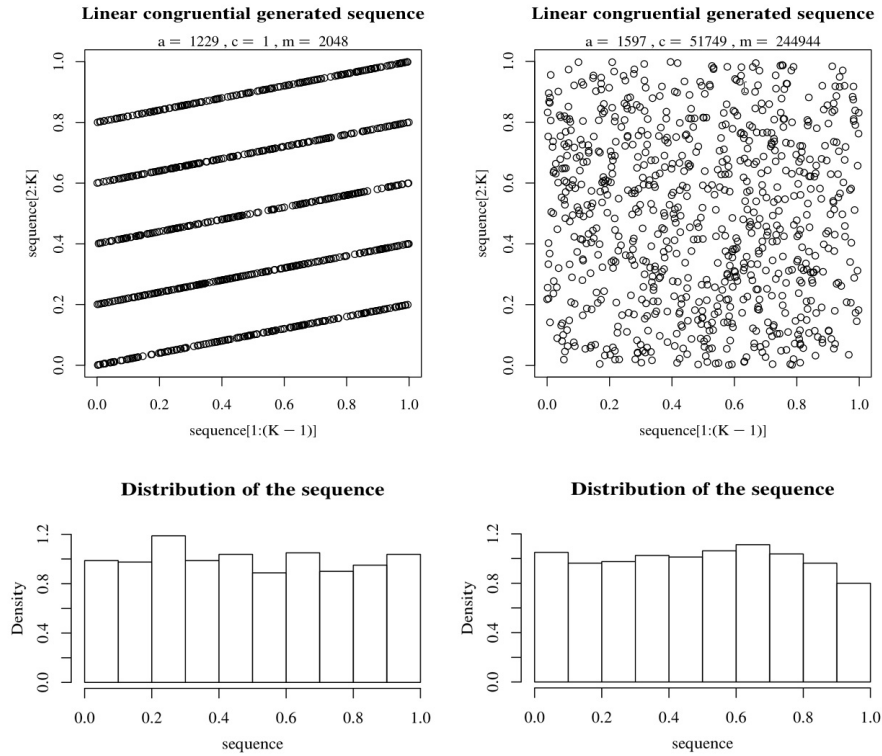 Linear congruential generated sequence
a = 1229 , c = 1 , m = 2048
1.0
0.8
0.6
0.4
0.2
0.0
sequence[2:K]
0.0 0.2 0.4 0.6 0.8 1.0
sequence[1:(K − 1)]
Linear congruential generated sequence
a = 1597 , c = 51749 , m = 244944
1.0
0.8
0.6
0.4
0.2
0.0
sequence[2:K]
0.0 0.2 0.4 0.6 0.8 1.0
sequence[1:(K − 1)]
Distribution of the sequence
1.2
0.8
0.4
0.0
Density
0.0 0.2 0.4 0.6 0.8 1.0
sequence
Distribution of the sequence
1.2
0.8
0.4
0.0
Density
0.0 0.2 0.4 0.6 0.8 1.0
sequence